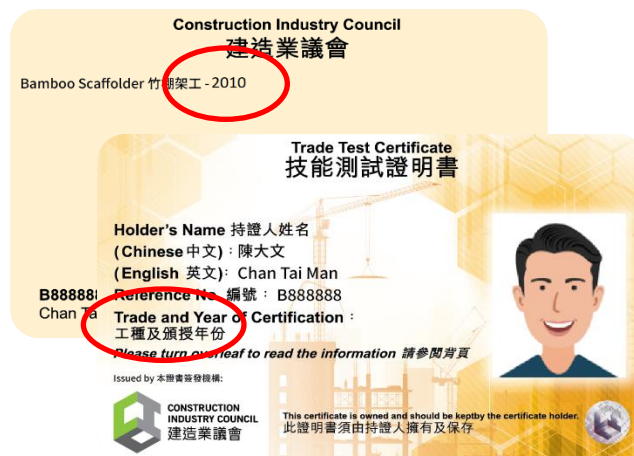 Construction Industry Council
建造業議會
Bamboo Scaffolder 竹棚架工 - 2010
Trade Test Certificate
技能測試證明書
Holder's Name 持證人姓名
(Chinese 中文)：陳大文
(English 英文)： Chan Tai Man
B88888
Reference No. 編號： B888888
Chan Ta
Trade and Year of Certification：
工種及頒授年份
Please turn overleaf to read the information 請參閱背頁
Issued by 本證書簽發機構:
CONSTRUCTION
INDUSTRY COUNCIL
建造業議會
This certificate is owned and should be keptby the certificate holder.
此證明書須由持證人擁有及保存